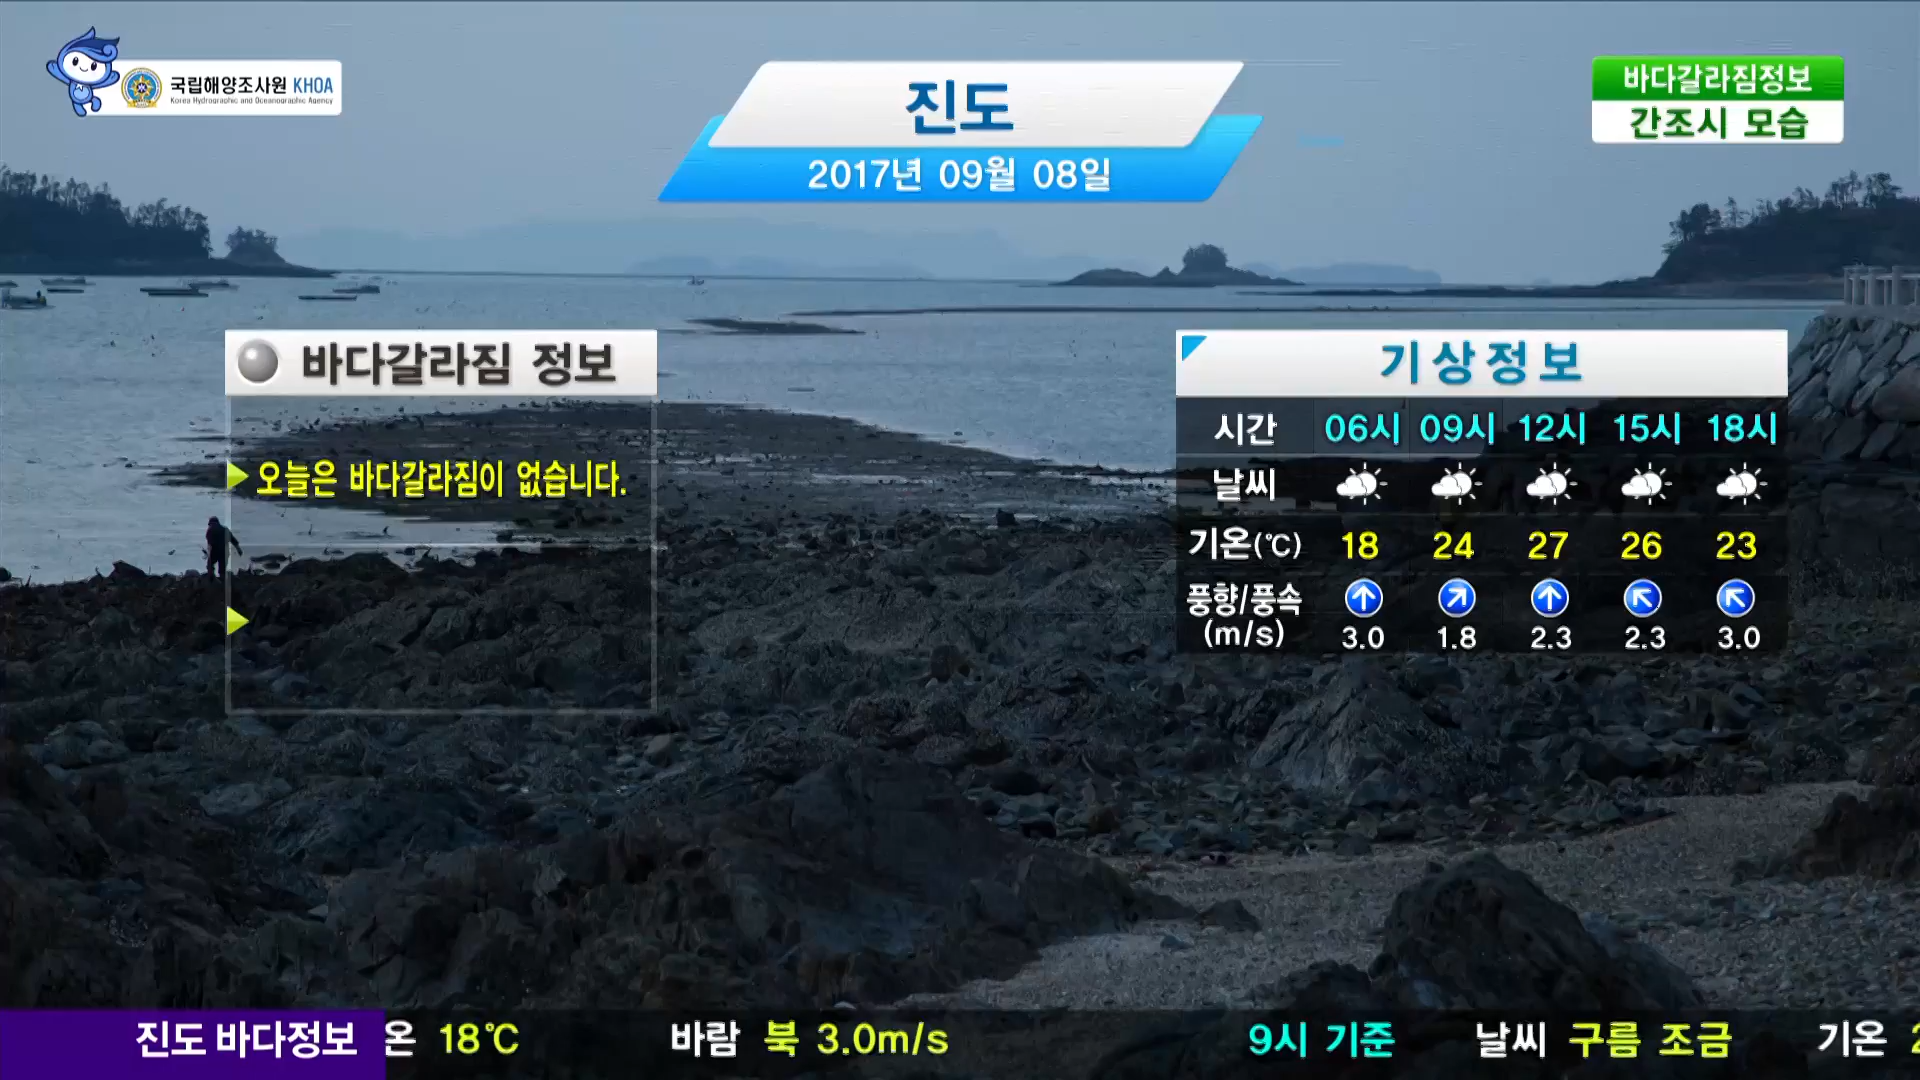 국립해양조사원 KHOA
Korea Hydrographic and Oceanographic Agency
진도
2017년 09월 08일
바다갈라짐정보
간조시 모습
바다갈라짐 정보
오늘은 바다갈라짐이 없습니다.
기상정보
시간 06시 09시 12시 15시 18시
날씨
기온(℃) 18 24 27 26 23
풍향/풍속
(m/s) 3.0 1.8 2.3 2.3 3.0
진도 바다정보 온 18℃ 바람 북 3.0m/s 9시 기준 날씨 구름 조금 기온